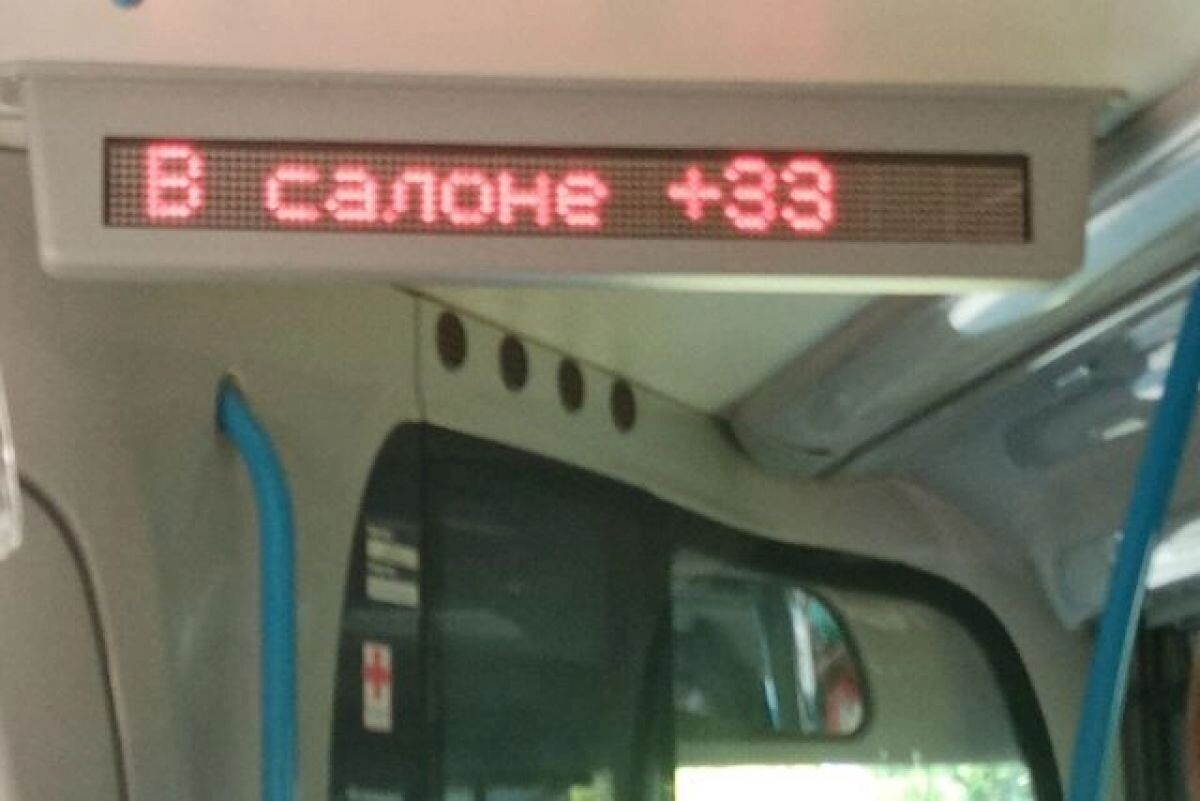 В салоне +33